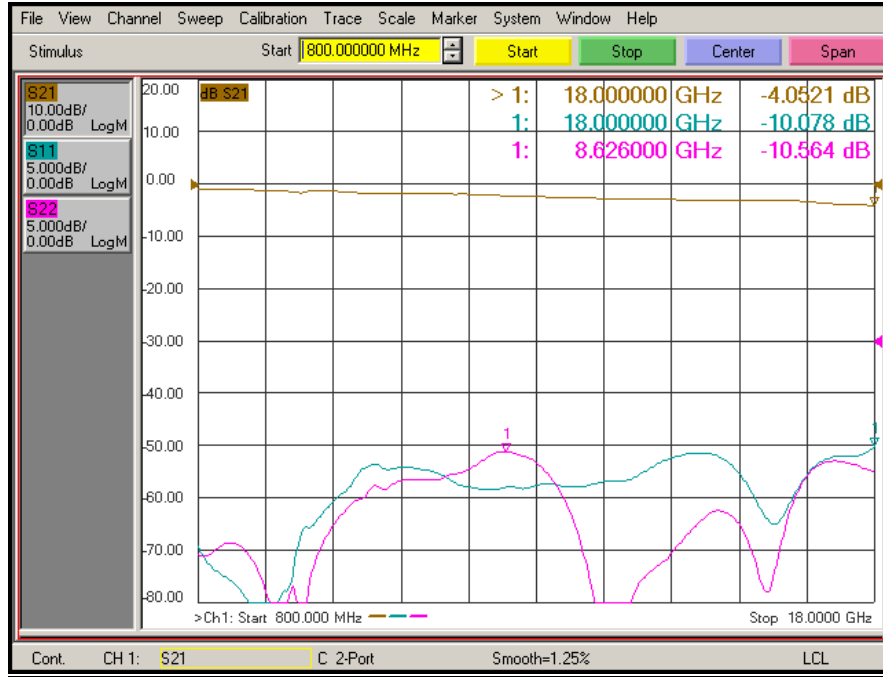 File View Channel Sweep Calibration Trace Scale Marker System Window Help
Stimulus Start 800.000000 MHz Start Stop Center Span
S21
10.00dB/
0.00dB LogM
S11
5.000dB/
0.00dB LogM
S22
5.000dB/
0.00dB LogM
20.00
10.00
0.00
-10.00
-20.00
-30.00
-40.00
-50.00
-60.00
-70.00
-80.00
dB S21
> 1: 18.000000 GHz -4.0521 dB
1: 18.000000 GHz -10.078 dB
1: 8.626000 GHz -10.564 dB
1
1
>Ch1: Start 800.000 MHz Stop 18.0000 GHz
Cont. CH 1: S21 C 2-Port Smooth=1.25% LCL